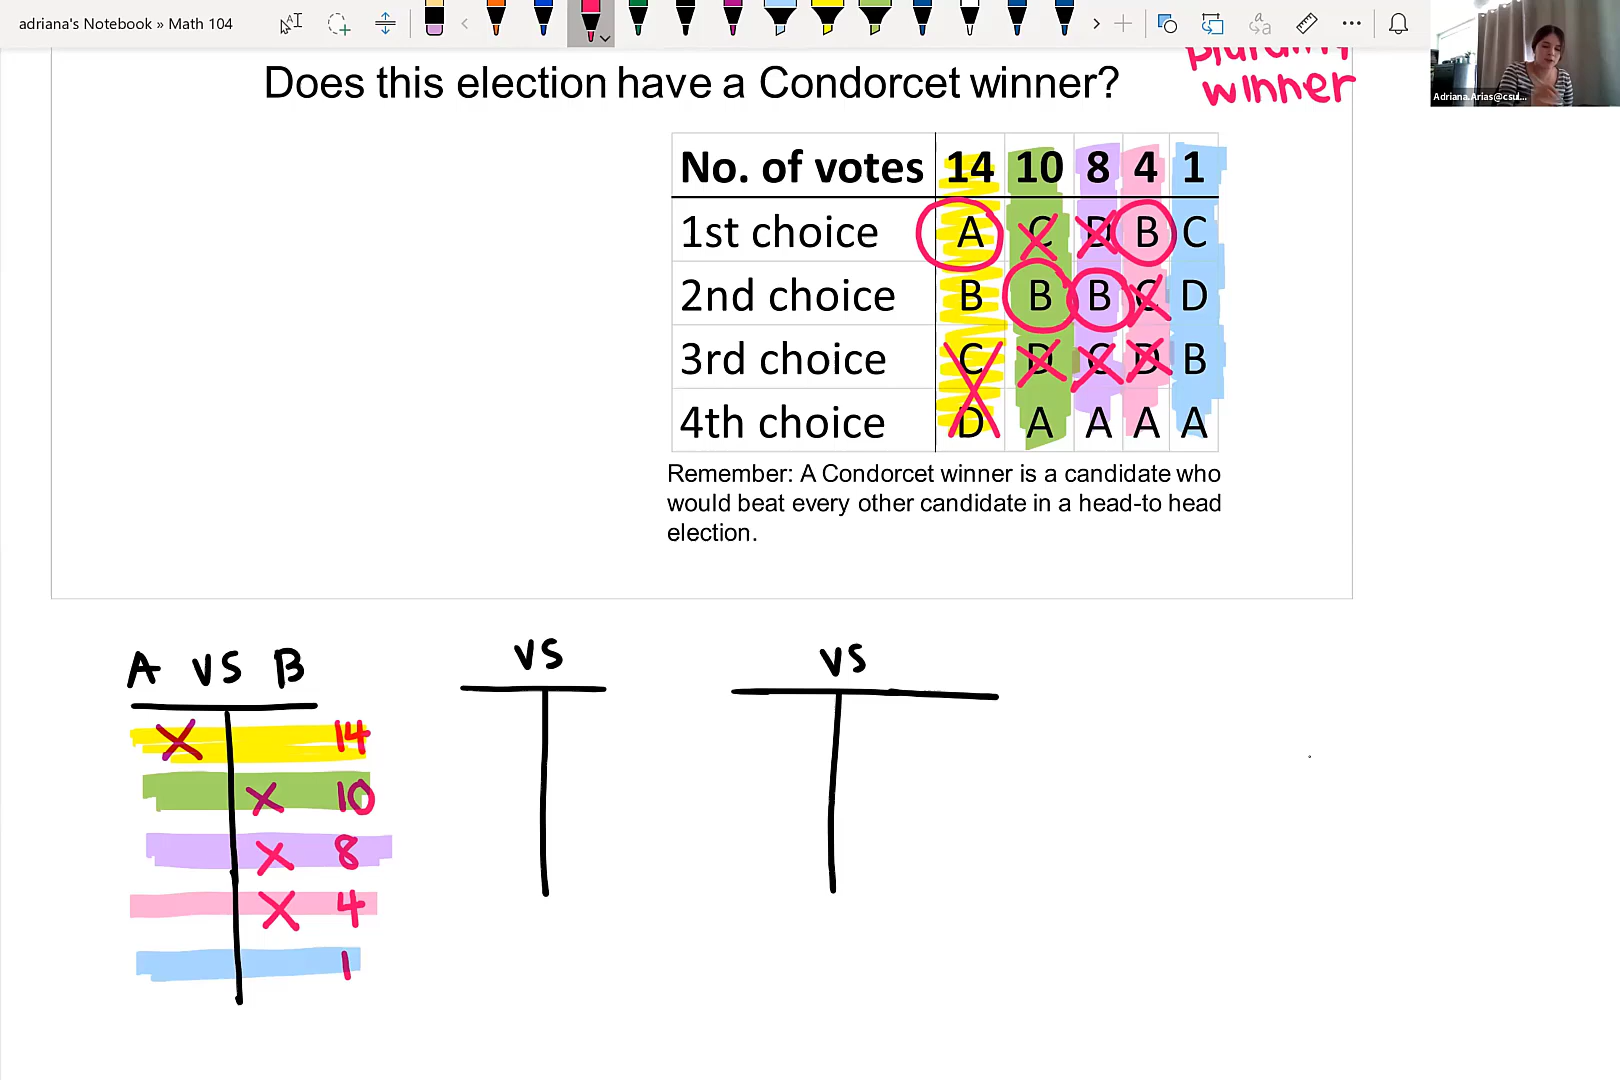 adriana's Notebook » Math 104
Does this election have a Condorcet winner?
winner
Adriana.Arias@csul...
No. of votes 14 10 8 4 1
1st choice A C D B C
2nd choice B B B C D
3rd choice C D C D B
4th choice D A A A A
Remember: A Condorcet winner is a candidate who
would beat every other candidate in a head-to head
election.
A vs B
vs
vs
X 14
X 10
X 8
X 4
1